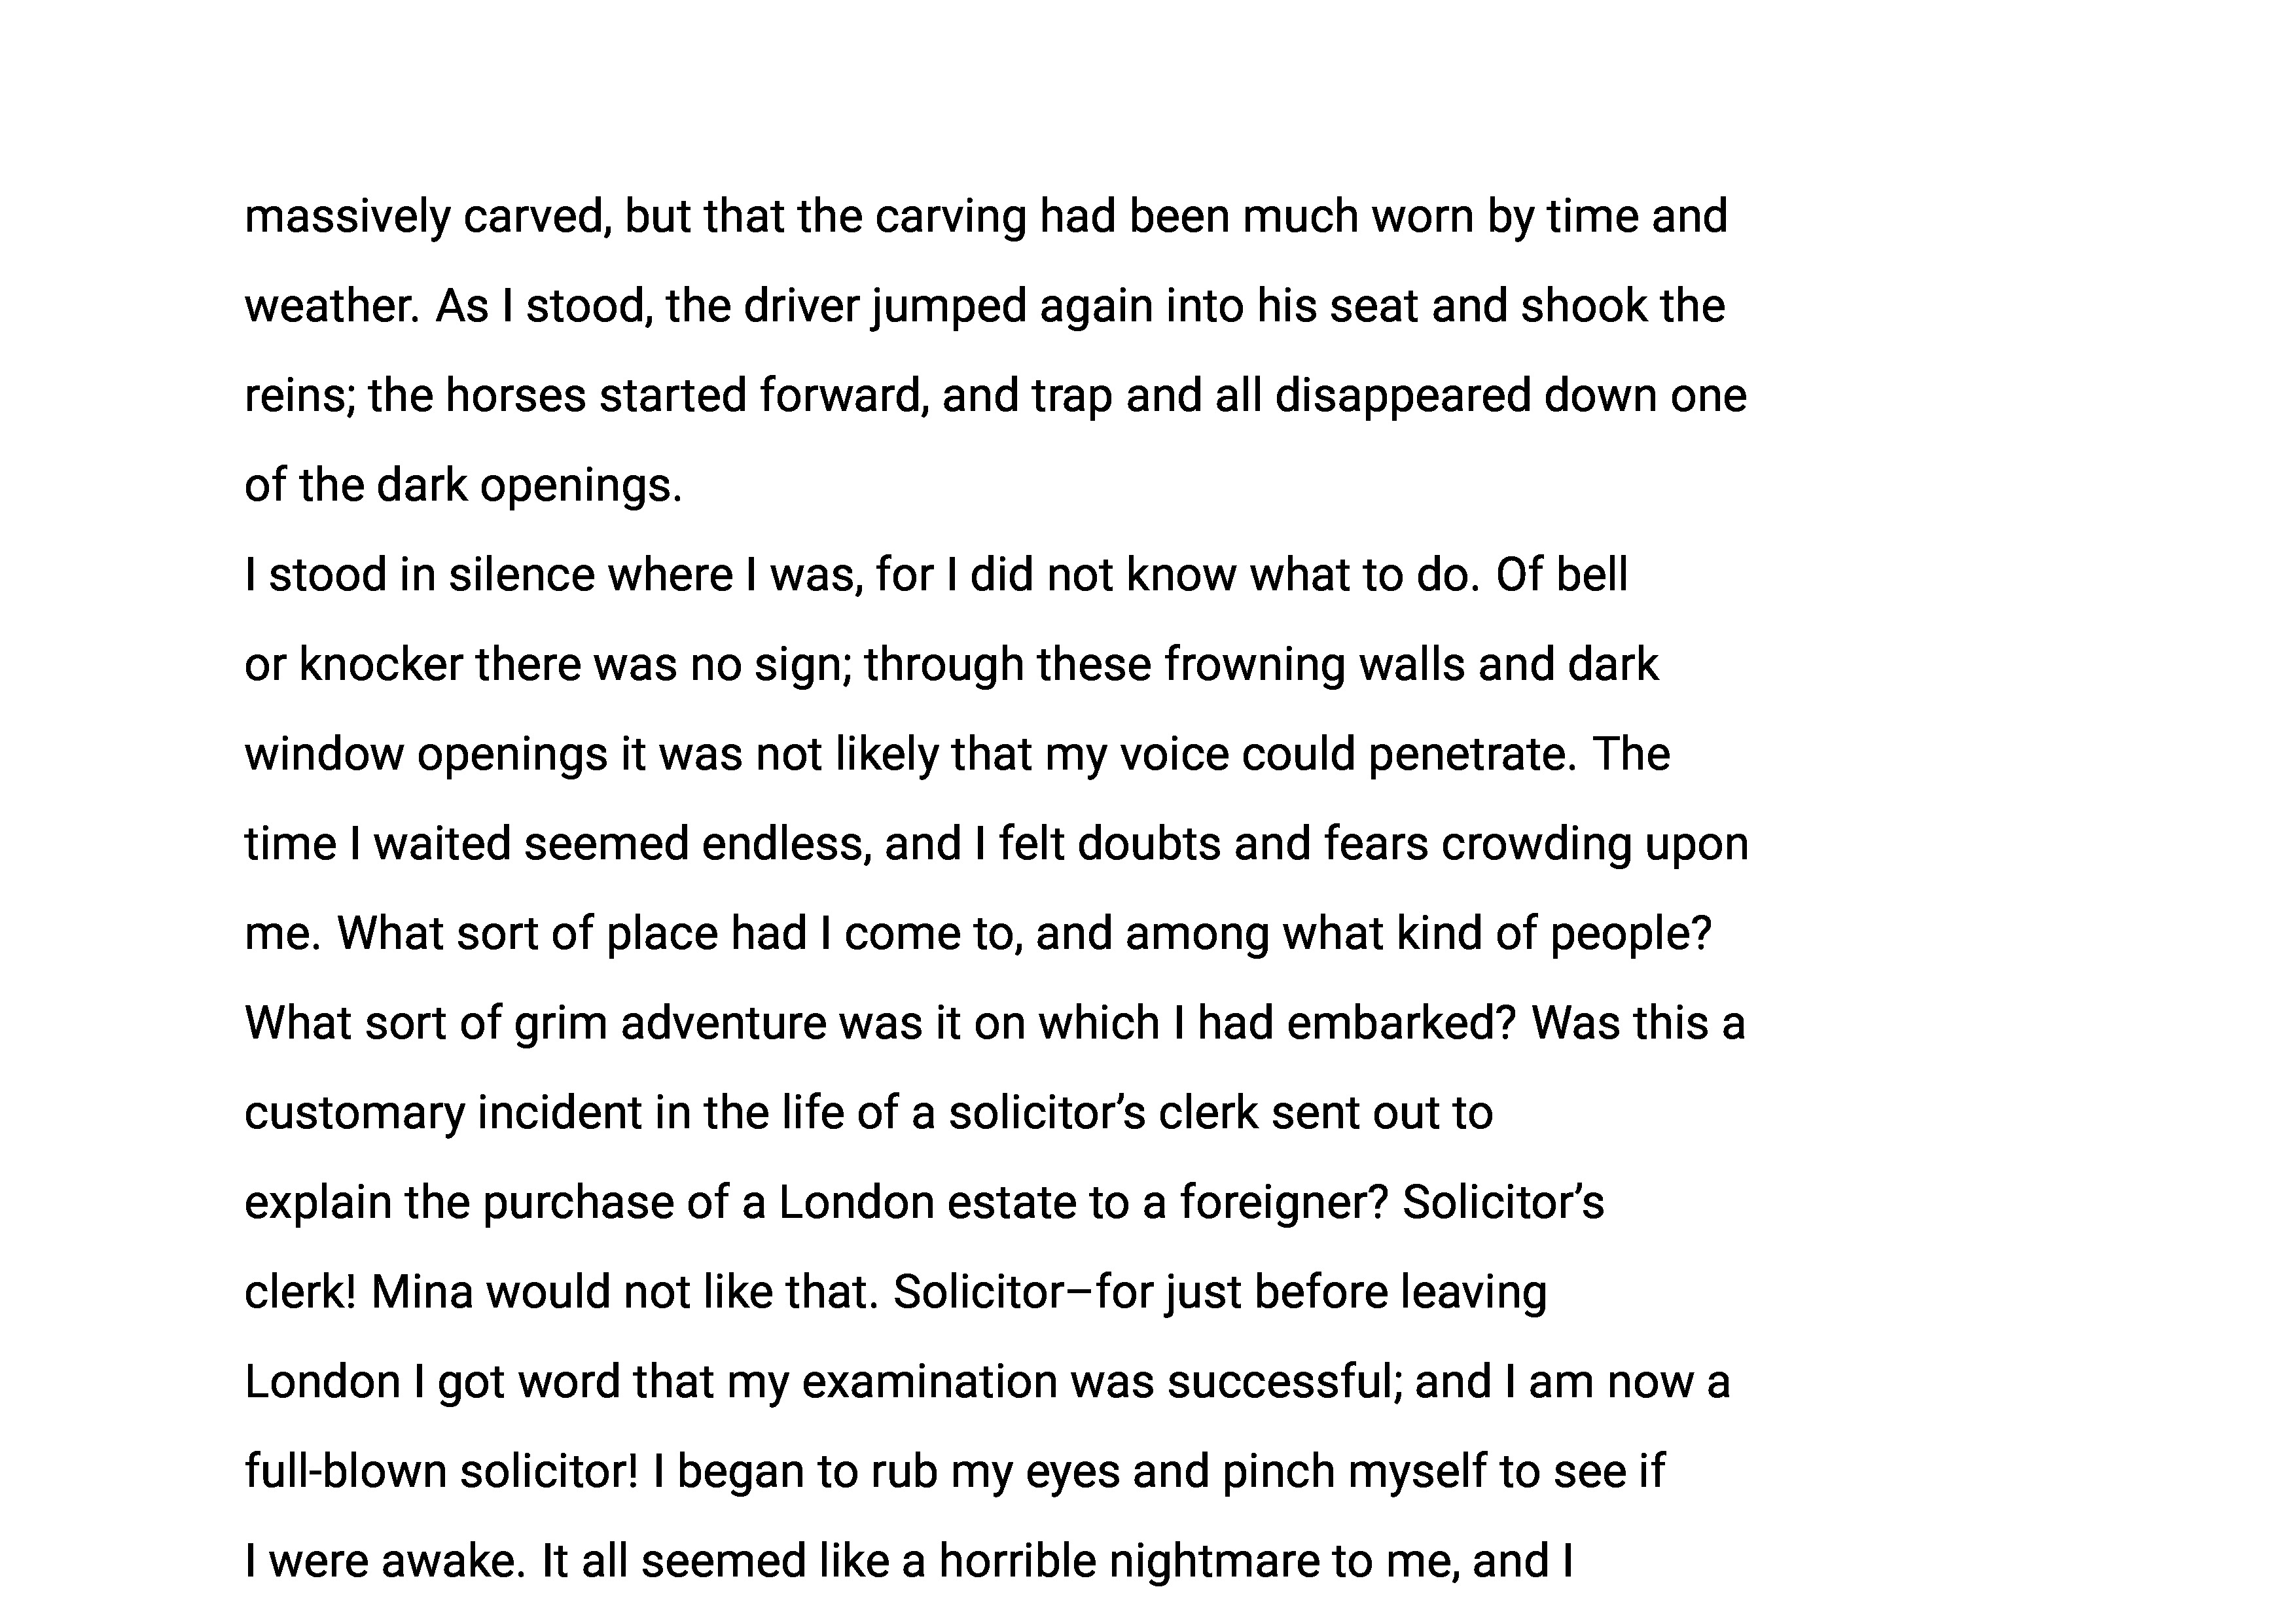 massively carved, but that the carving had been much worn by time and
weather. As I stood, the driver jumped again into his seat and shook the
reins; the horses started forward, and trap and all disappeared down one
of the dark openings.
I stood in silence where I was, for I did not know what to do. Of bell
or knocker there was no sign; through these frowning walls and dark
window openings it was not likely that my voice could penetrate. The
time I waited seemed endless, and I felt doubts and fears crowding upon
me. What sort of place had I come to, and among what kind of people?
What sort of grim adventure was it on which I had embarked? Was this a
customary incident in the life of a solicitor’s clerk sent out to
explain the purchase of a London estate to a foreigner? Solicitor’s
clerk! Mina would not like that. Solicitor–for just before leaving
London I got word that my examination was successful; and I am now a
full-blown solicitor! I began to rub my eyes and pinch myself to see if
I were awake. It all seemed like a horrible nightmare to me, and I